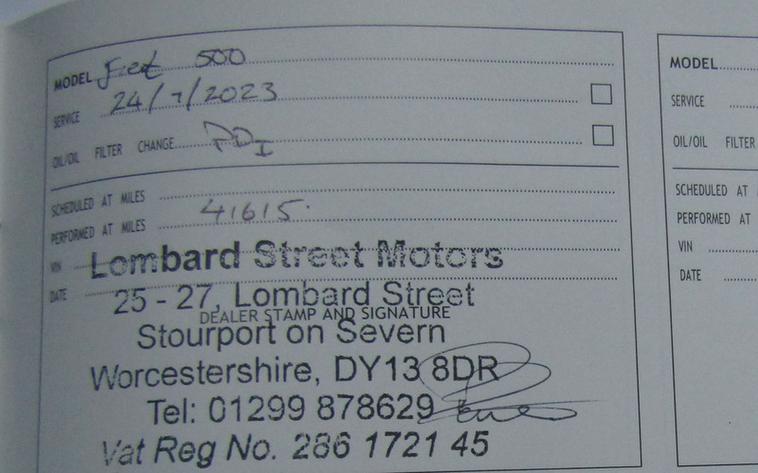 MODEL Fiat 500
SERVICE 24/7/2023
OIL/OIL FILTER CHANGE PDI
SCHEDULED AT MILES
PERFORMED AT MILES 41615.
VIN
DATE
Lombard Street Motors
25 - 27, Lombard Street
DEALER STAMP AND SIGNATURE
Stourport on Severn
Worcestershire, DY13 8DR
Tel: 01299 878629
Vat Reg No. 286 1721 45
MODEL
SERVICE
OIL/OIL FILTER
SCHEDULED AT
PERFORMED AT
VIN
DATE